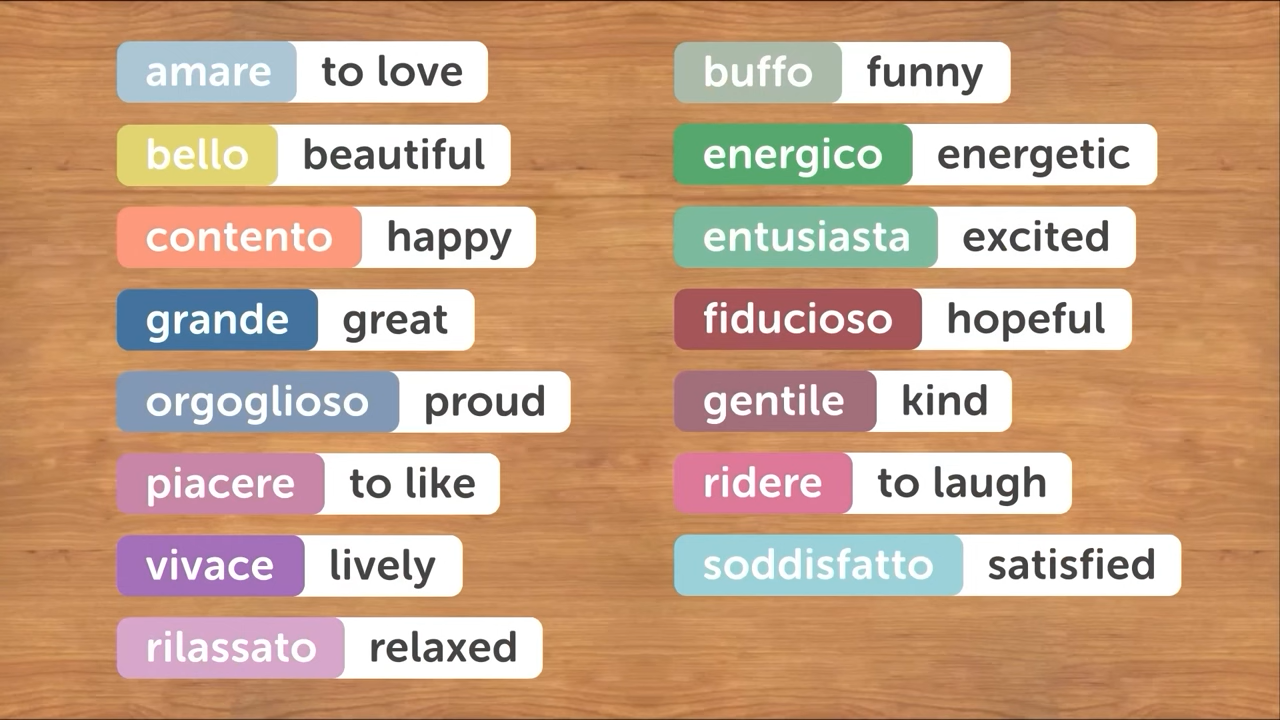 amare to love
bello beautiful
contento happy
grande great
orgoglioso proud
piacere to like
vivace lively
rilassato relaxed
buffo funny
energico energetic
entusiasta excited
fiducioso hopeful
gentile kind
ridere to laugh
soddisfatto satisfied